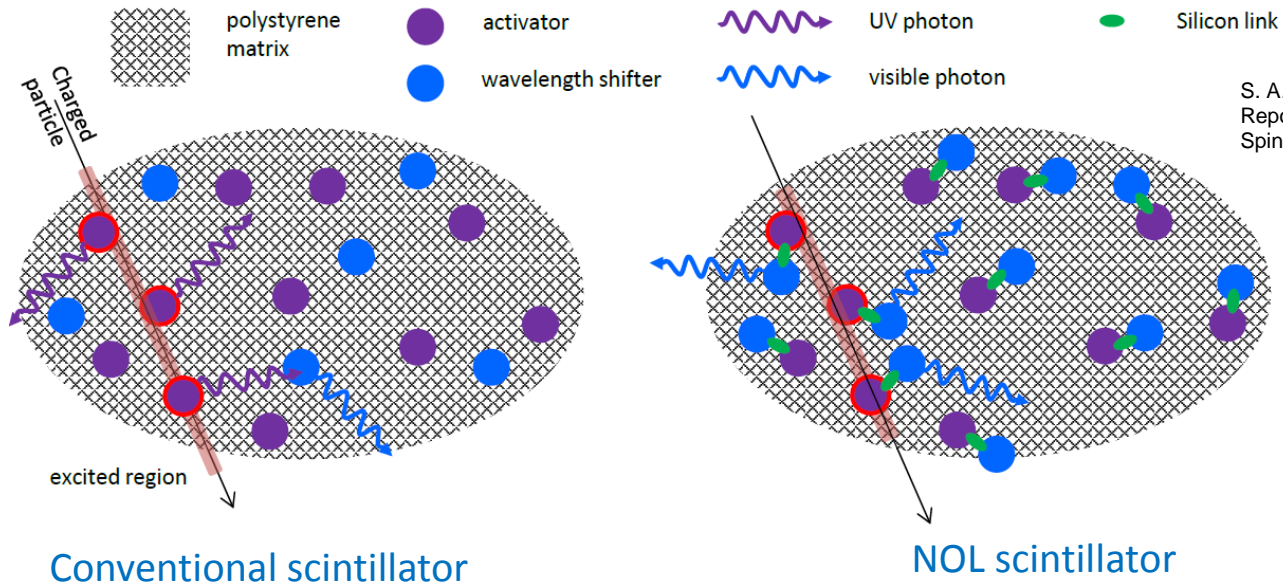 polystyrene
matrix
activator
wavelength shifter
UV photon
visible photon
Silicon link
S. A.
Repo
Spin
Charged
particle
excited region
Conventional scintillator
NOL scintillator